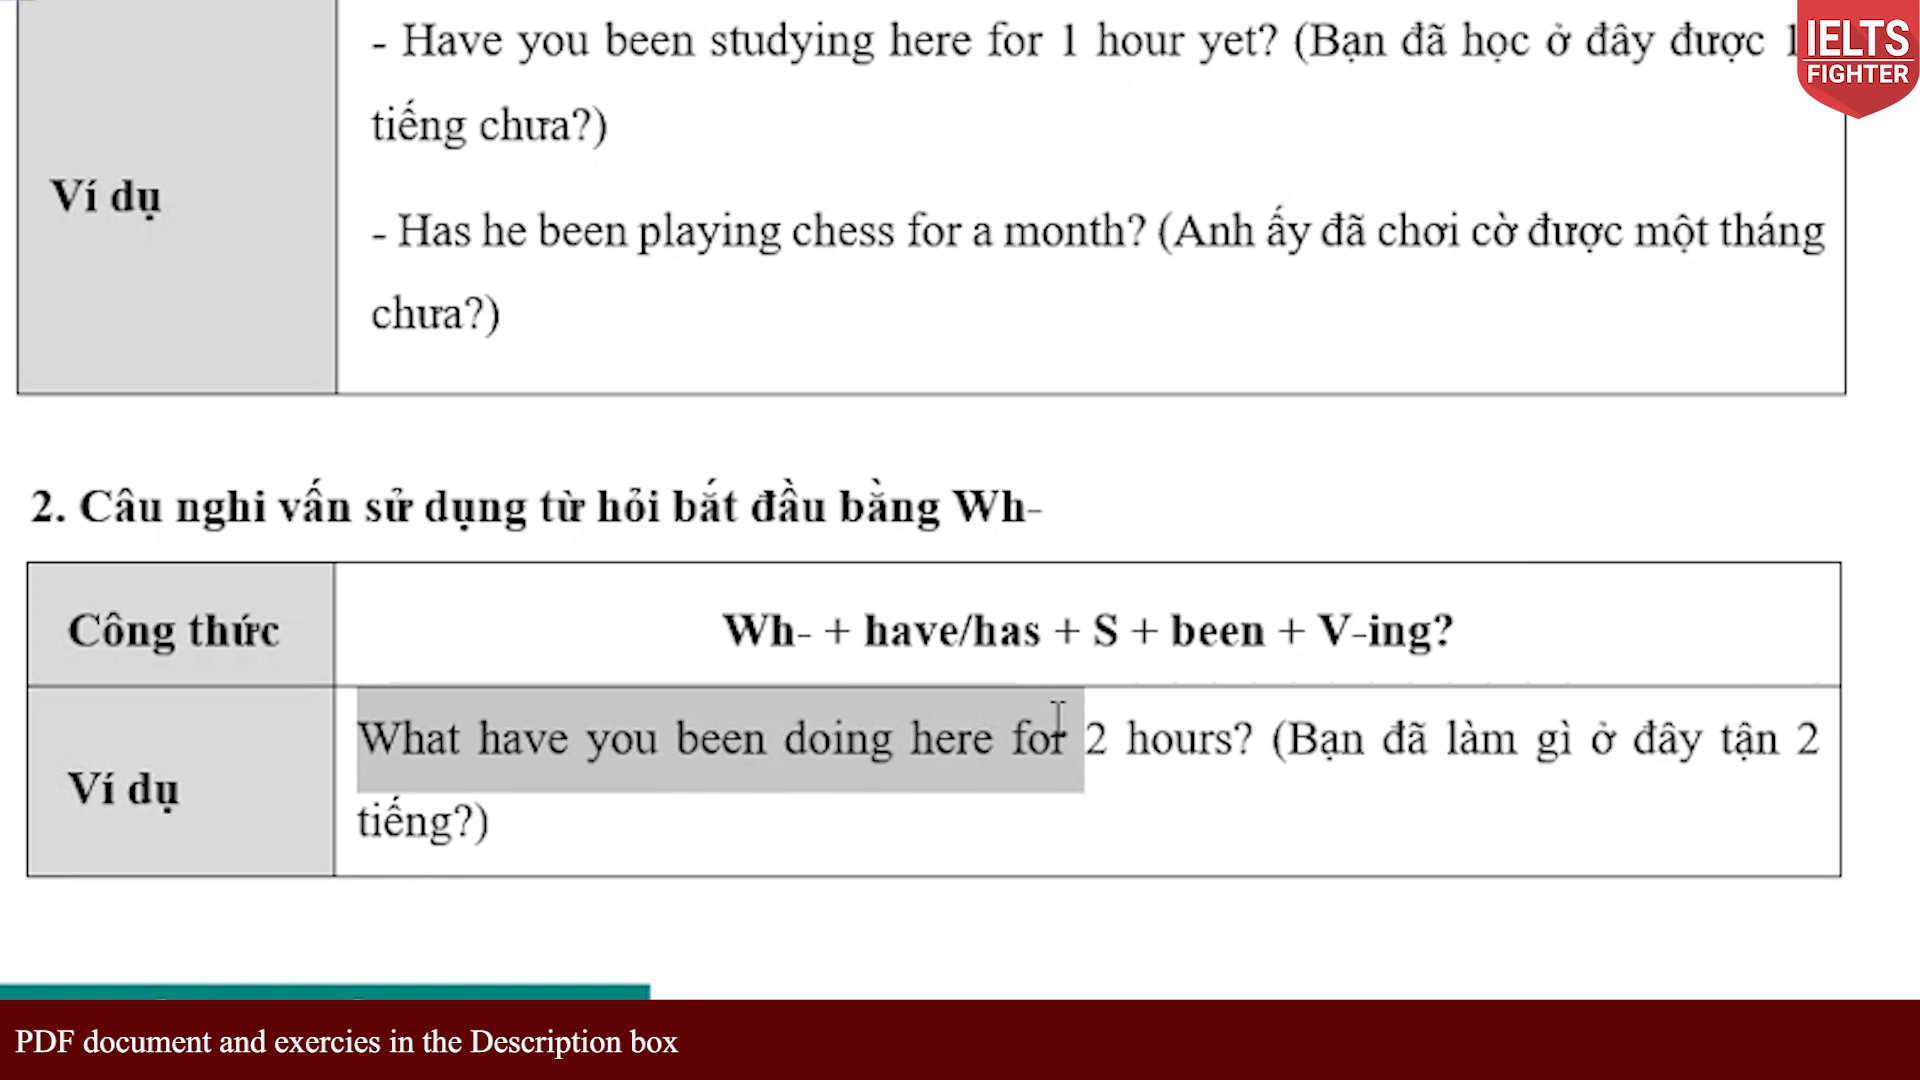 - Have you been studying here for 1 hour yet? (Bạn đã học ở đây được 1
tiếng chưa?)
Ví dụ
- Has he been playing chess for a month? (Anh ấy đã chơi cờ được một tháng
chưa?)
IELTS
FIGHTER
2. Câu nghi vấn sử dụng từ hỏi bắt đầu bằng Wh-
Công thức
Wh- + have/has + S + been + V-ing?
Ví dụ
What have you been doing here for 2 hours? (Bạn đã làm gì ở đây tận 2
tiếng?)
PDF document and exercies in the Description box